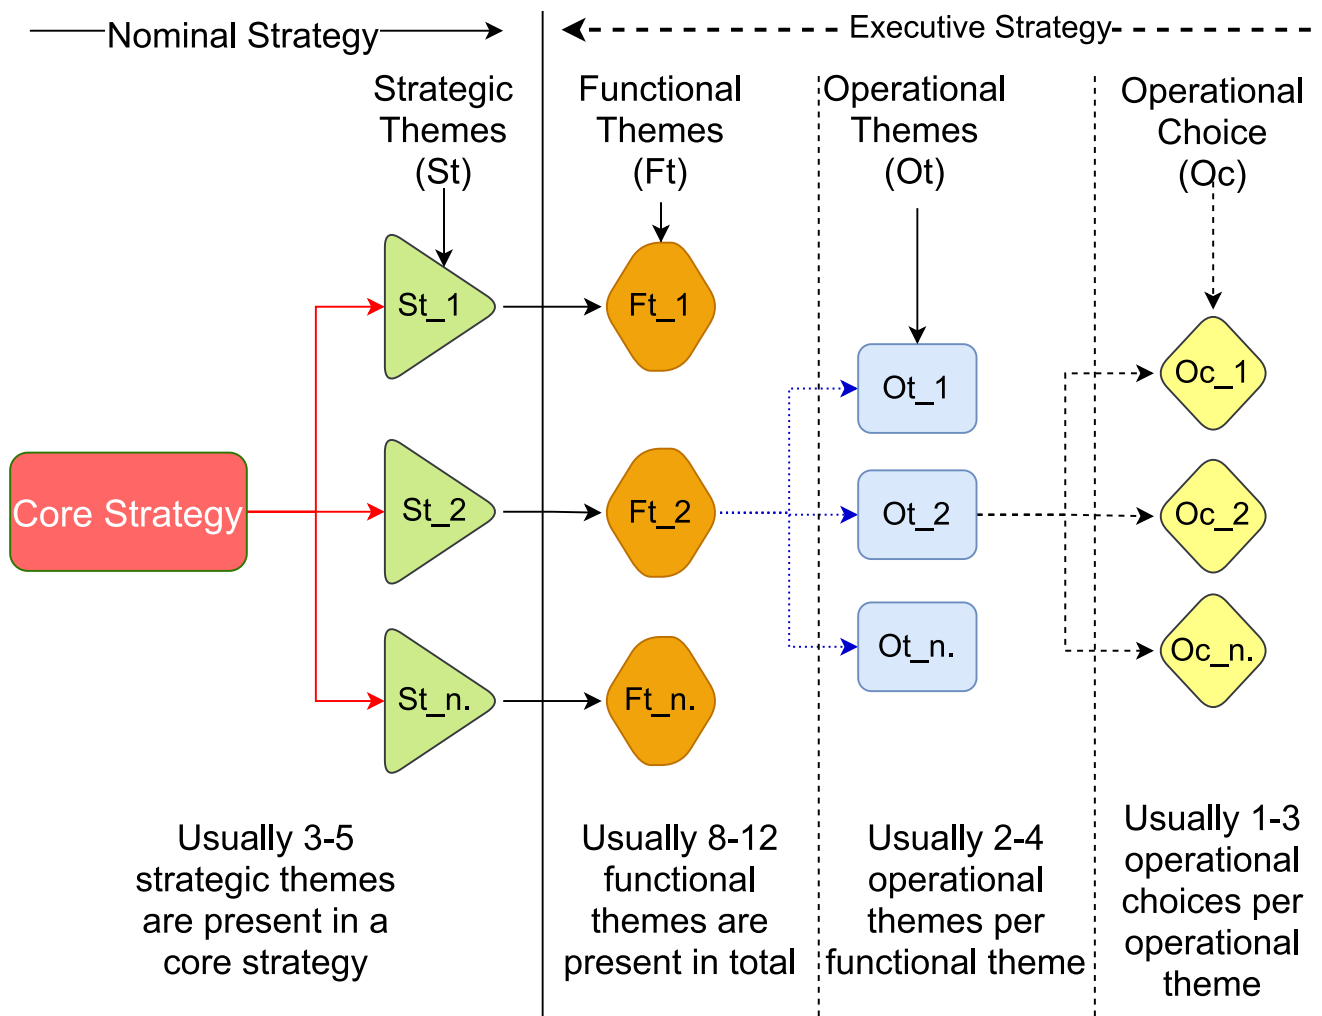 Nominal Strategy
Executive Strategy
Strategic
Themes
(St)
Functional
Themes
(Ft)
Operational
Themes
(Ot)
Operational
Choice
(Oc)
St_1
Ft_1
Ot_1
Oc_1
Core Strategy
St_2
Ft_2
Ot_2
Oc_2
St_n.
Ft_n.
Ot_n.
Oc_n.
Usually 3-5
strategic themes
are present in a
core strategy
Usually 8-12
functional
themes are
present in total
Usually 2-4
operational
themes per
functional theme
Usually 1-3
operational
choices per
operational
theme